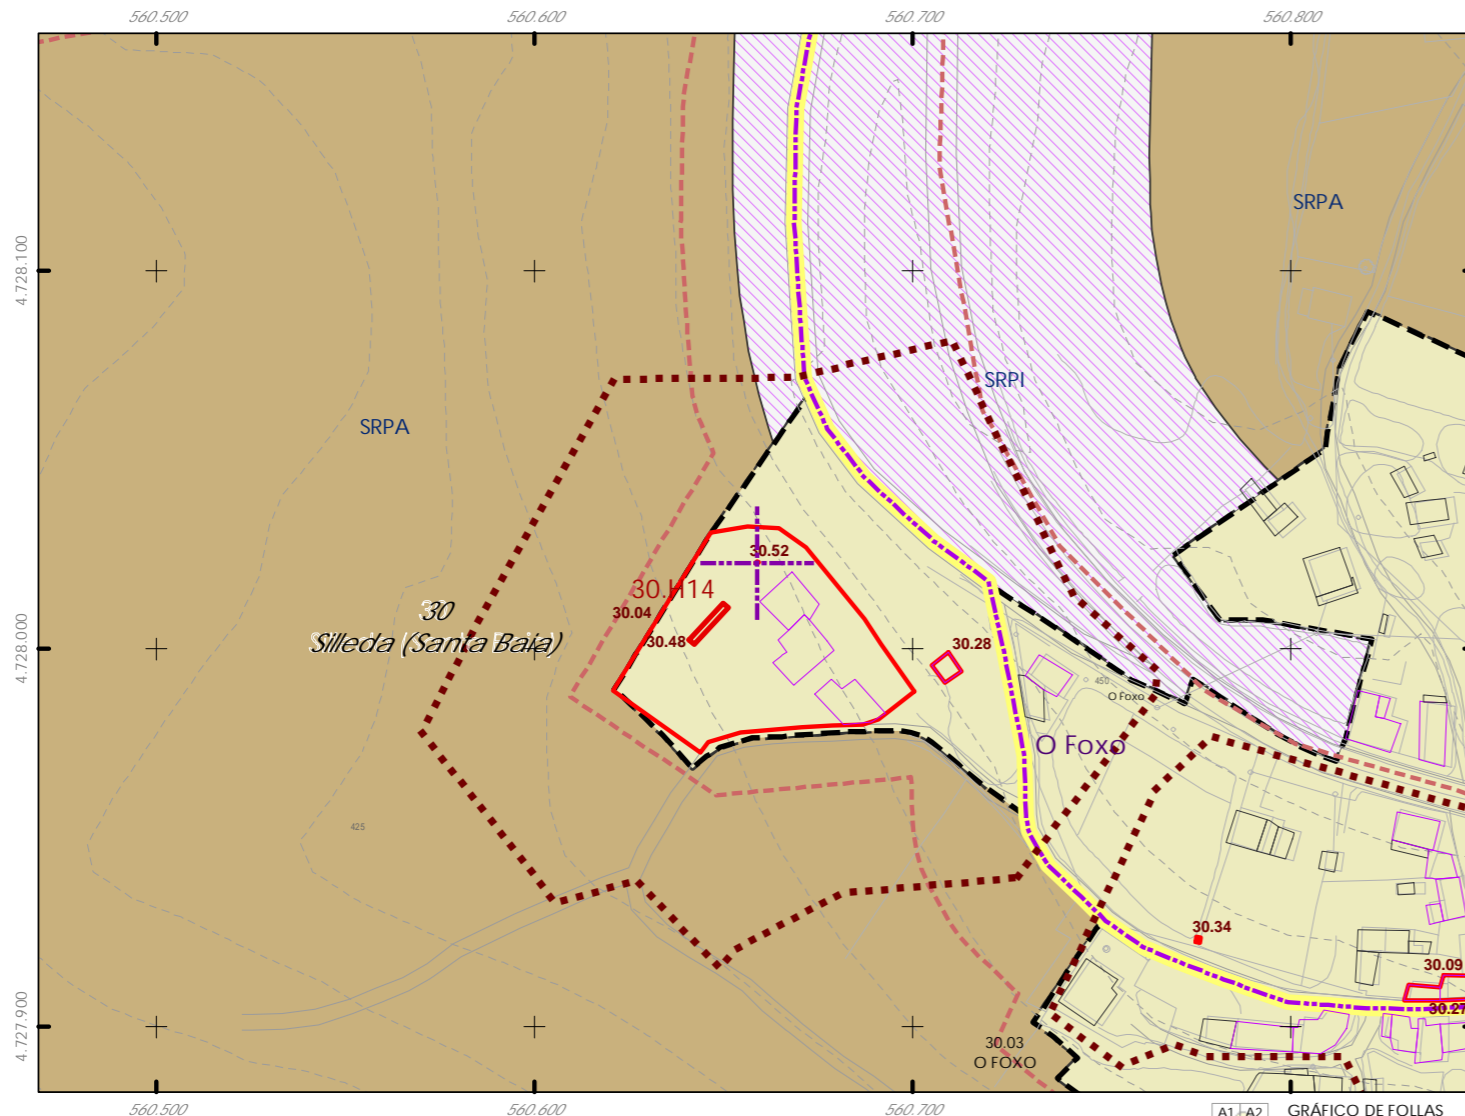 560.500
560.600
560.700
560.800
SRPA
4.728.100
SRPI
SRPA
30.52
30.H14
30
30.04
Silleda (Santa Baia)
30.48
30.28
4.728.000
450
O Foxo
O Foxo
425
30.34
30.09
30.27
4.727.900
30.03
O FOXO
560.500
560.600
560.700
A1 A2 GRÁFICO DE FOLLAS